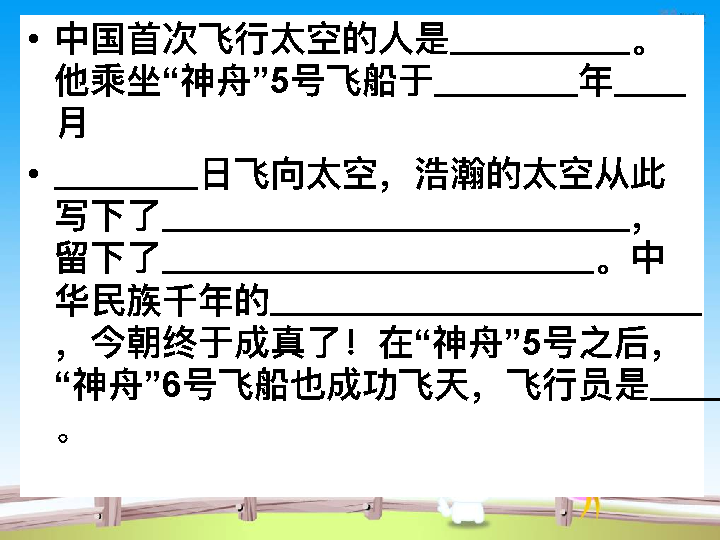 • 中国首次飞行太空的人是__________。
他乘坐“神舟”5号飞船于________年____
月
• ________日飞向太空，浩瀚的太空从此
写下了__________________________，
留下了________________________。中
华民族千年的________________________
，今朝终于成真了！在“神舟”5号之后，
“神舟”6号飞船也成功飞天，飞行员是____
。